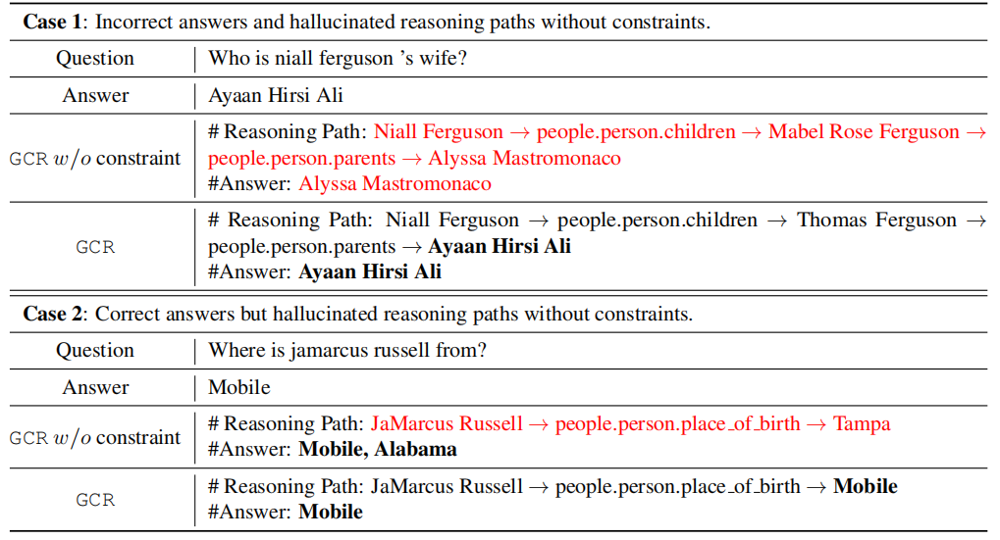 Case 1: Incorrect answers and hallucinated reasoning paths without constraints.
Question Who is niall ferguson 's wife?
Answer Ayaan Hirsi Ali
GCR w/o constraint # Reasoning Path: Niall Ferguson → people.person.children → Mabel Rose Ferguson →
people.person.parents → Alyssa Mastromonaco
#Answer: Alyssa Mastromonaco
GCR # Reasoning Path: Niall Ferguson → people.person.children → Thomas Ferguson →
people.person.parents → Ayaan Hirsi Ali
#Answer: Ayaan Hirsi Ali
Case 2: Correct answers but hallucinated reasoning paths without constraints.
Question Where is jamarcus russell from?
Answer Mobile
GCR w/o constraint # Reasoning Path: JaMarcus Russell → people.person.place_of_birth → Tampa
#Answer: Mobile, Alabama
GCR # Reasoning Path: JaMarcus Russell → people.person.place_of_birth → Mobile
#Answer: Mobile